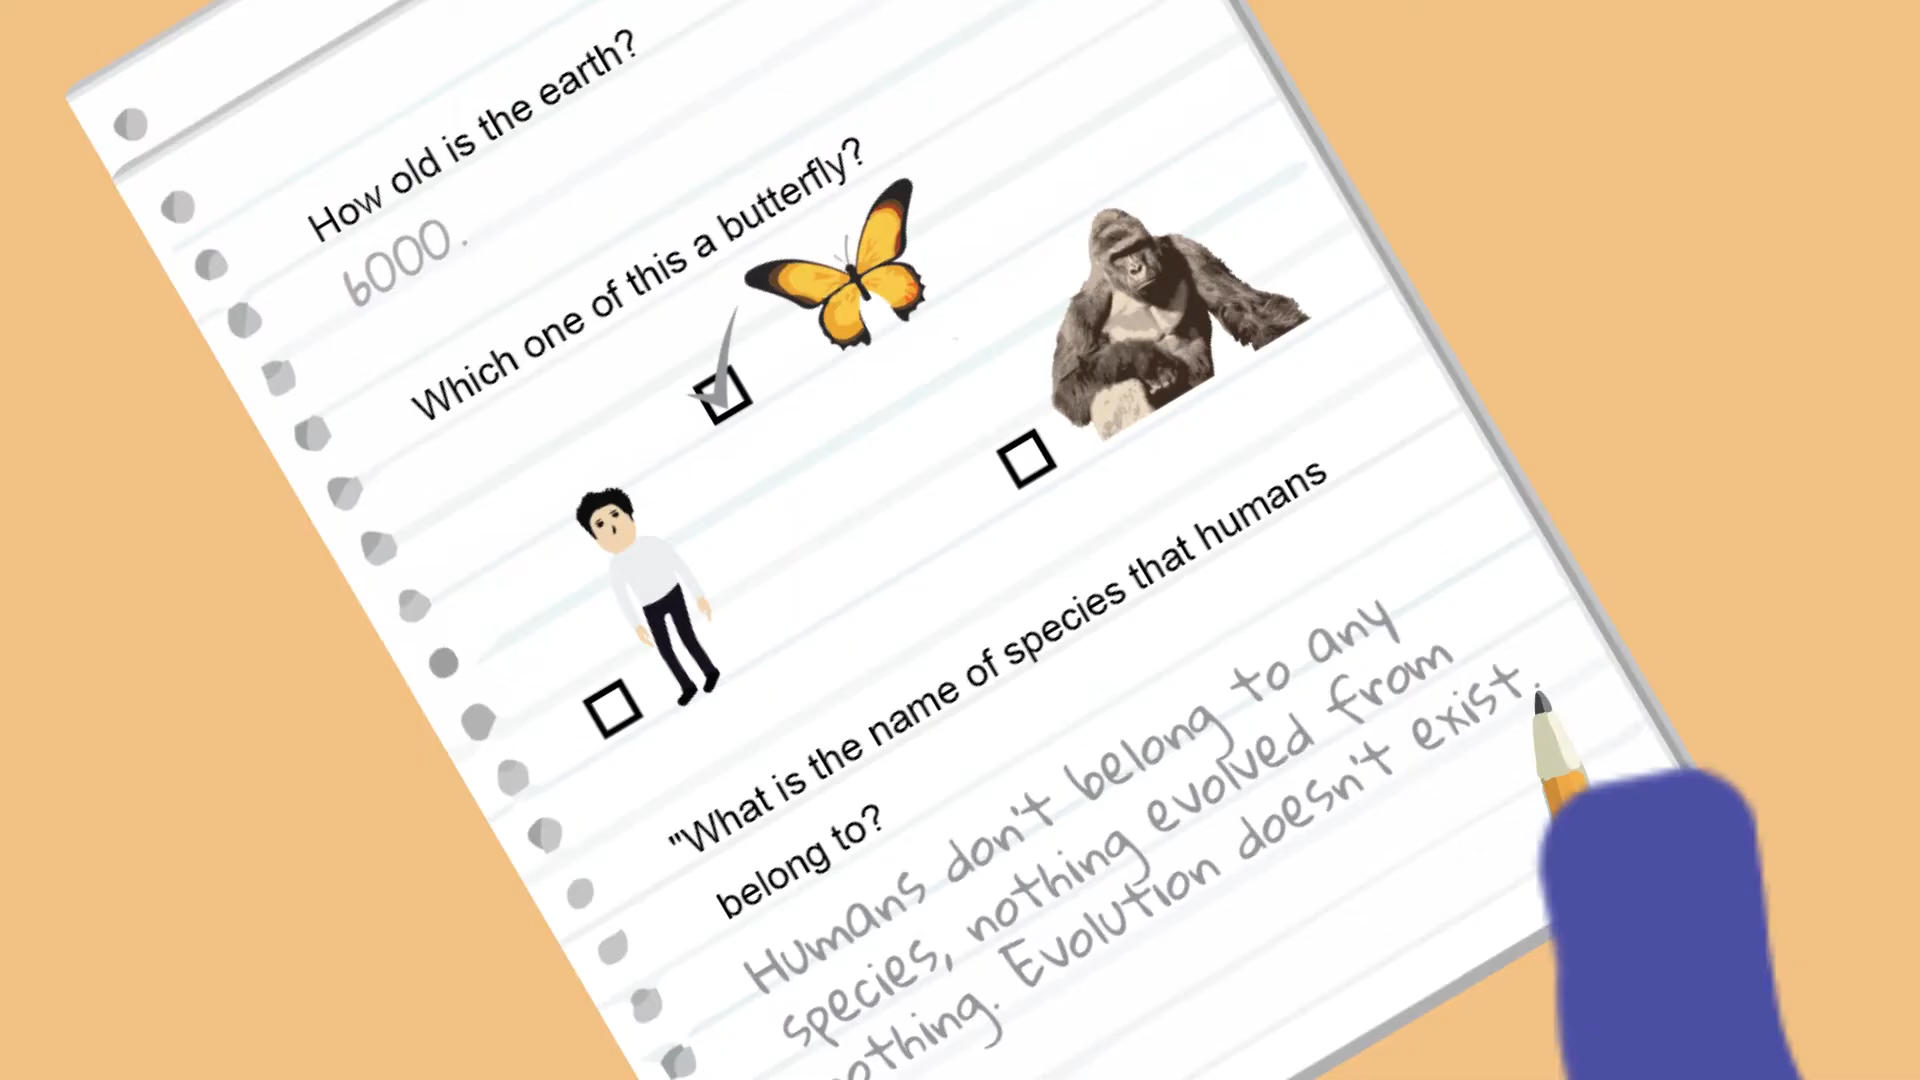 How old is the earth?
6000.
Which one of this a butterfly?
"What is the name of species that humans
belong to?
Humans don't belong to any
species, nothing evolved from
nothing. Evolution doesn't exist.